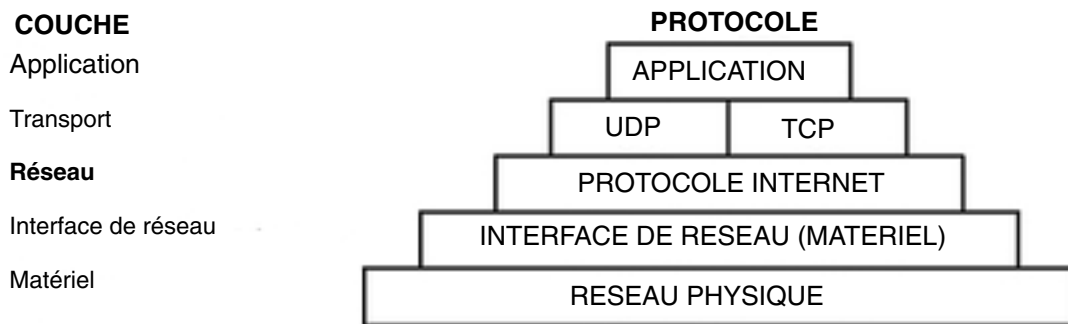 COUCHE PROTOCOLE
Application APPLICATION
Transport UDP TCP
Réseau PROTOCOLE INTERNET
Interface de réseau INTERFACE DE RESEAU (MATERIEL)
Matériel RESEAU PHYSIQUE